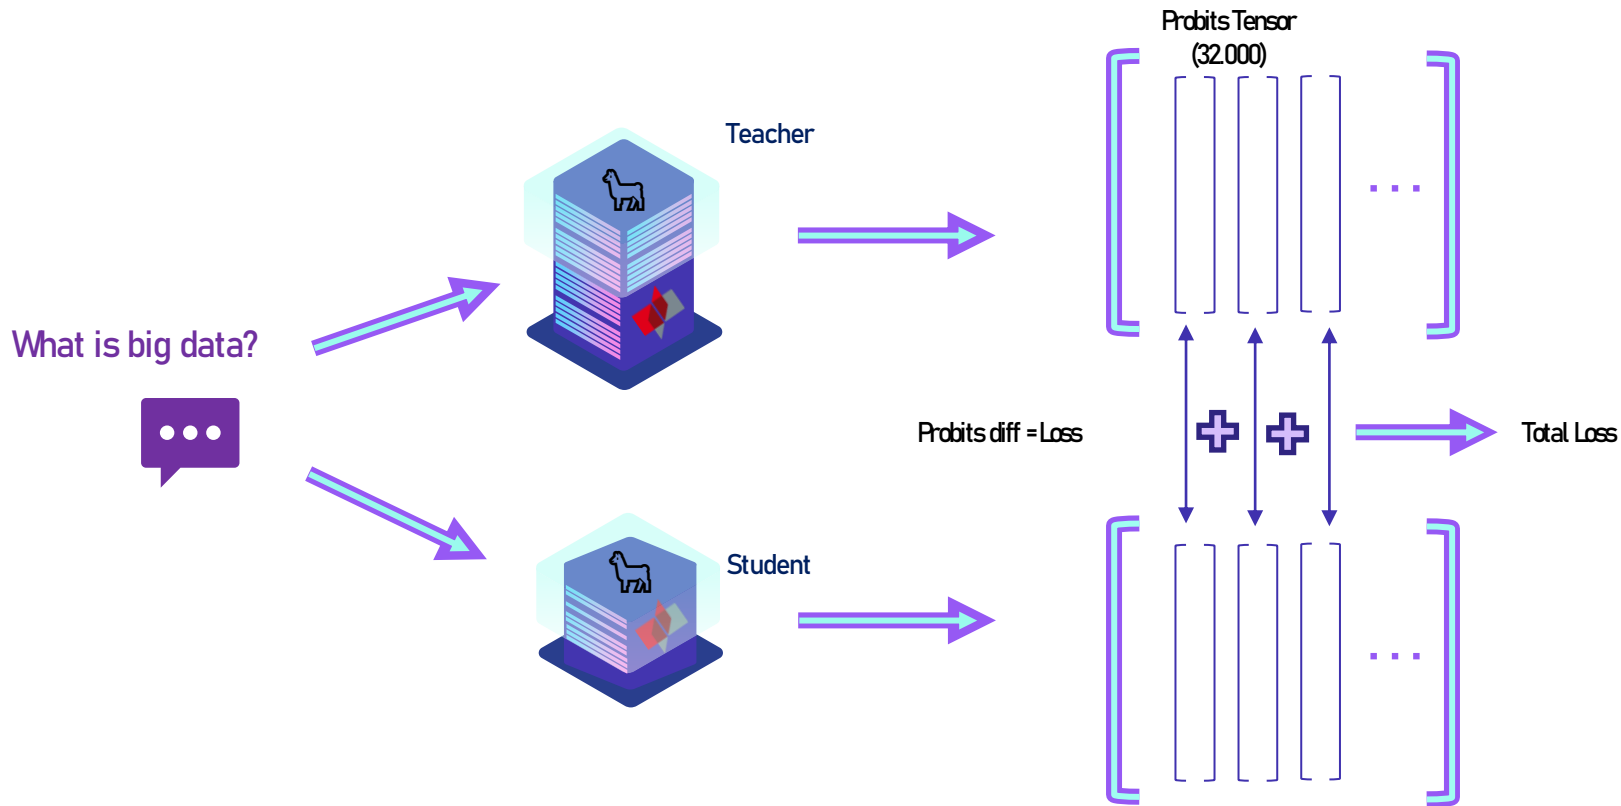 Probits Tensor
(32.000)
Teacher
What is big data?
Probits diff = Loss
Total Loss
Student